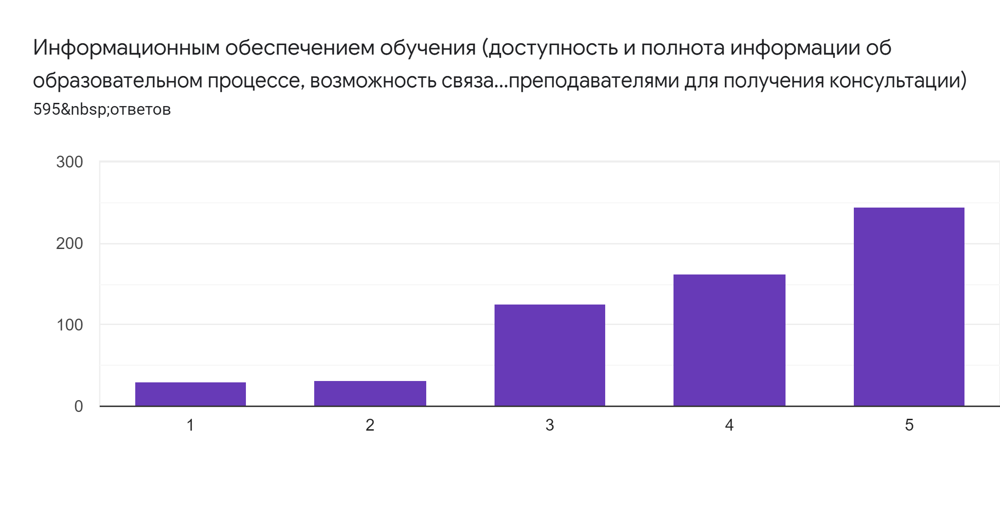 Информационным обеспечением обучения (доступность и полнота информации об
образовательном процессе, возможность связа...преподавателями для получения консультации)
595&nbsp;ответов
300
200
100
0
1 2 3 4 5